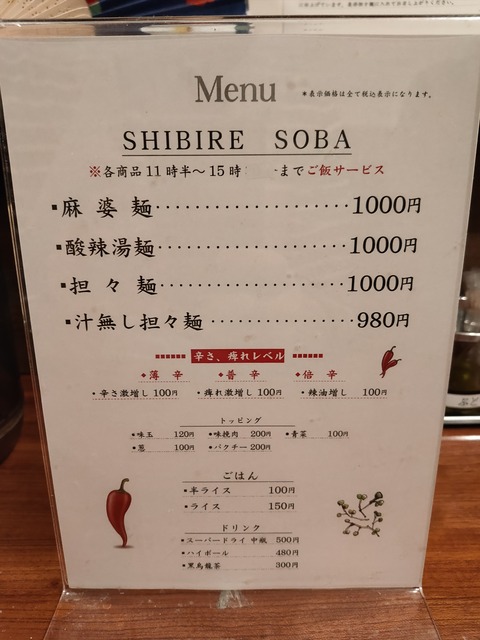 Menu
*表示価格は全て税込表示になります。
SHIBIRE SOBA
※各商品11時半～15時 までご飯サービス
▪麻婆麺 1000円
▪酸辣湯麺 1000円
▪担々麺 1000円
▪汁無し担々麺 980円
辛さ、痺れレベル
◆薄辛 ◆普辛 ◆倍辛
・辛さ激増し 100円 ・痺れ激増し 100円 ・辣油増し 100円
トッピング
▪味玉 120円 ▪味挽肉 200円 ▪青菜 100円
▪葱 100円 ▪パクチー 200円
ごはん
▪半ライス 100円
▪ライス 150円
ドリンク
▪スーパードライ 中瓶 500円
▪ハイボール 480円
▪黒烏龍茶 300円